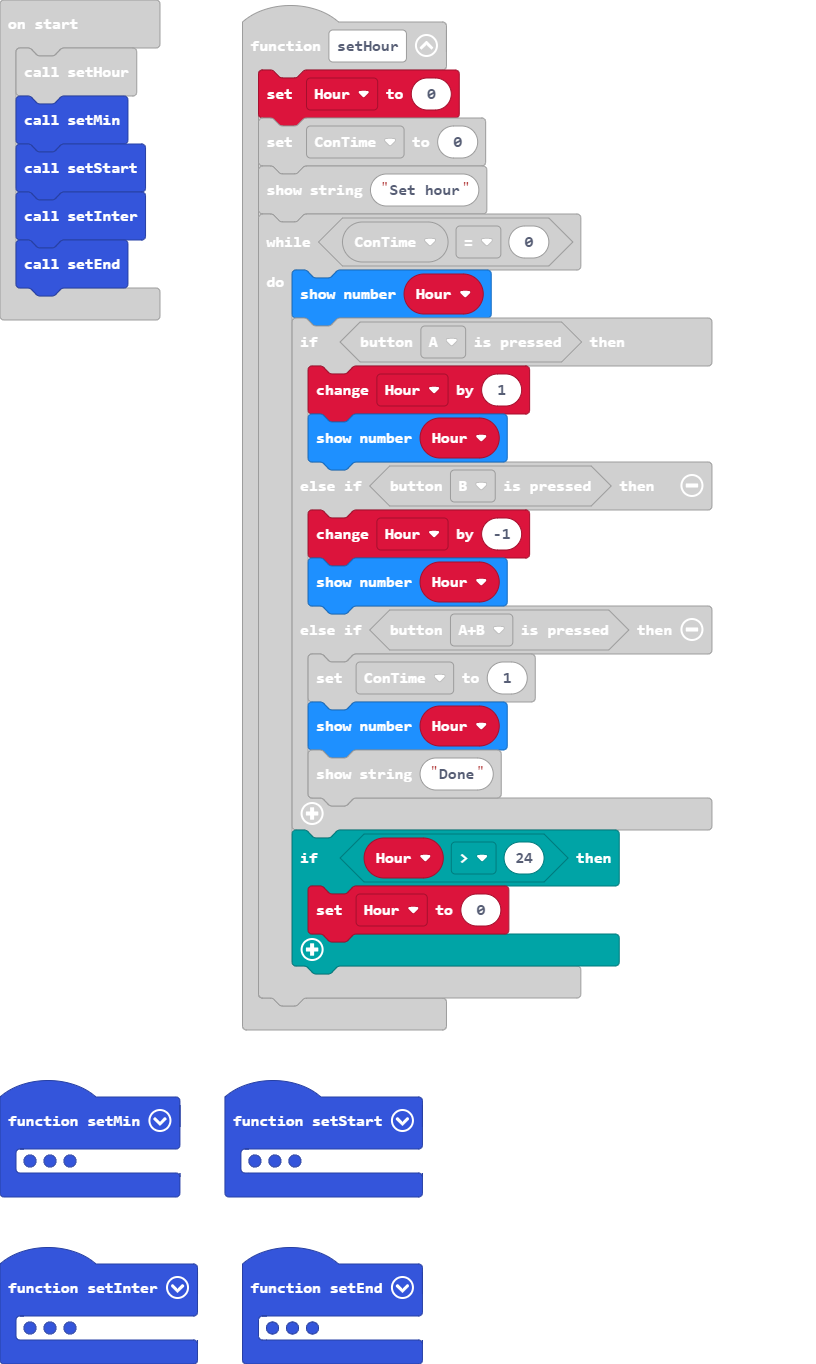 on start
call setHour
call setMin
call setStart
call setInter
call setEnd
function setHour
set Hour to 0
set ConTime to 0
show string "Set hour"
while ConTime = 0
do
show number Hour
if button A is pressed then
change Hour by 1
show number Hour
else if button B is pressed then
change Hour by -1
show number Hour
else if button A+B is pressed then
set ConTime to 1
show number Hour
show string "Done"
if Hour > 24 then
set Hour to 0
function setMin
function setStart
function setInter
function setEnd